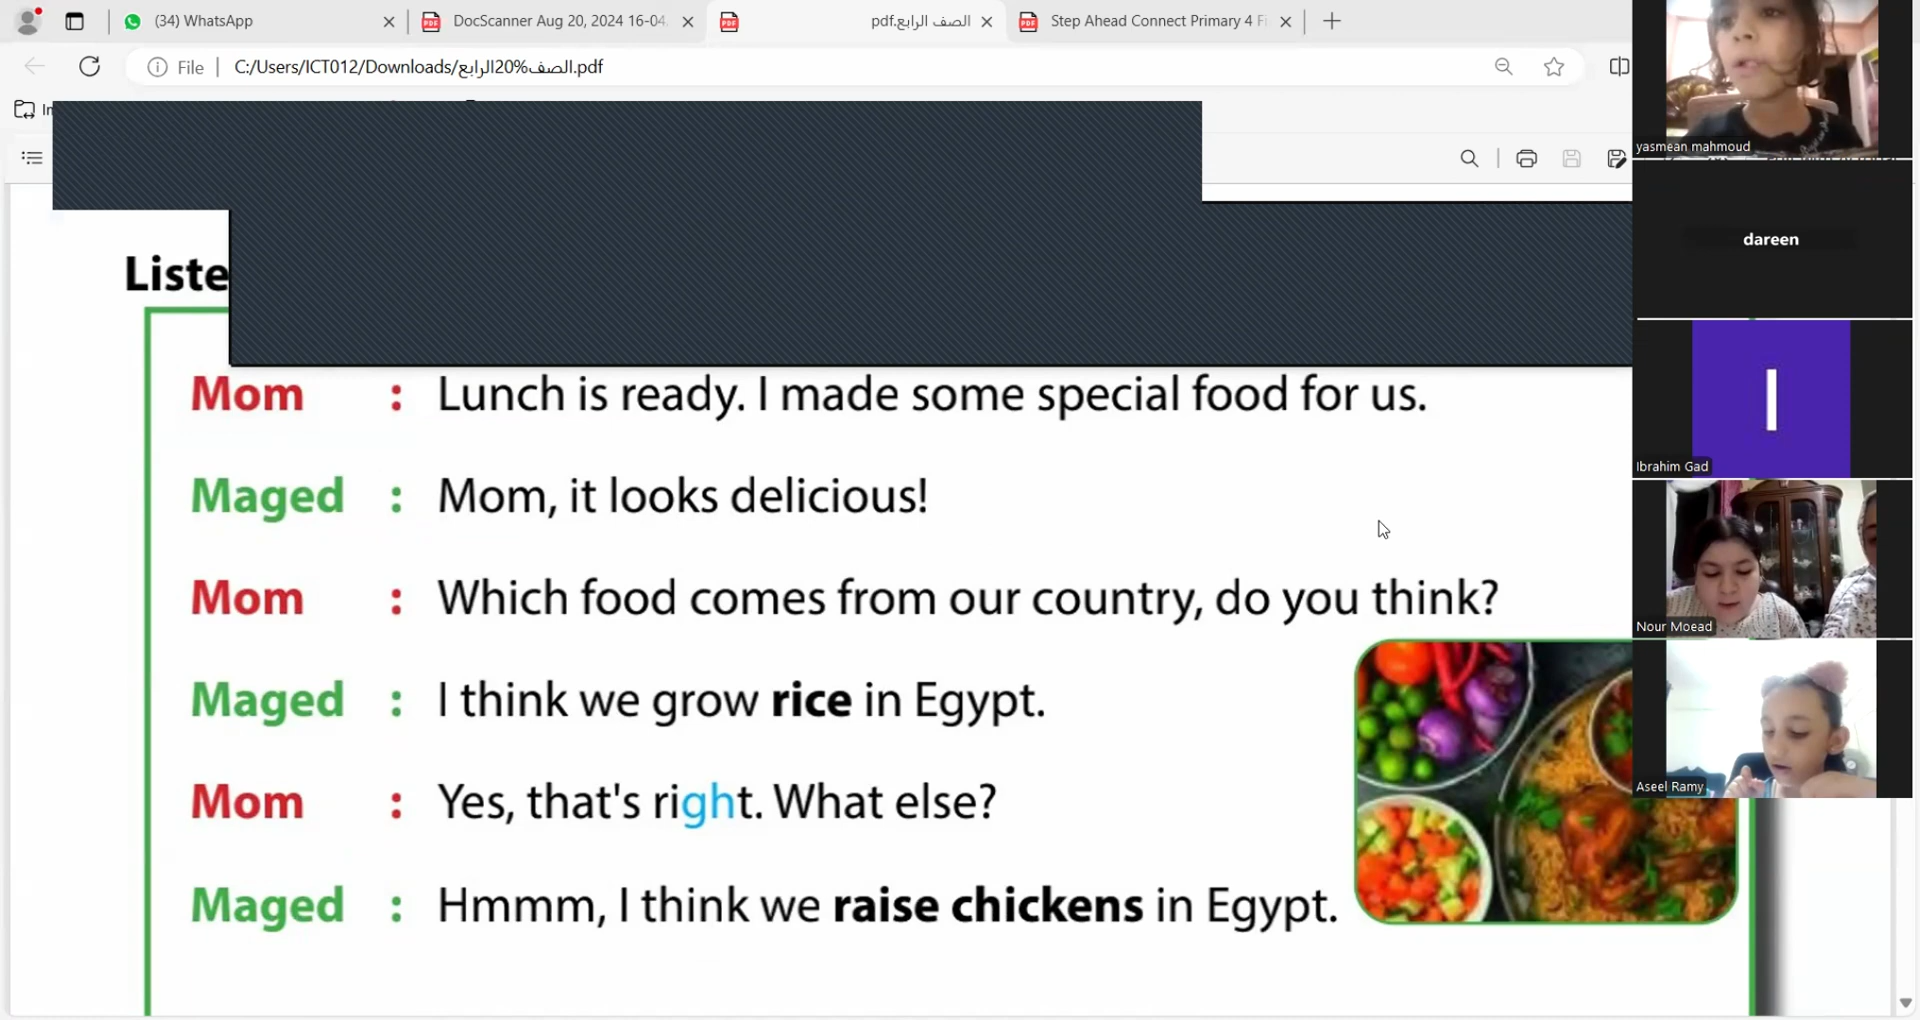 (34) WhatsApp
DocScanner Aug 20, 2024 16-04
الصف الرابع.pdf
Step Ahead Connect Primary 4 Fi
File
C:/Users/ICT012/Downloads/الصف%20الرابع.pdf
Liste
Mom : Lunch is ready. I made some special food for us.
Maged : Mom, it looks delicious!
Mom : Which food comes from our country, do you think?
Maged : I think we grow rice in Egypt.
Mom : Yes, that's right. What else?
Maged : Hmmm, I think we raise chickens in Egypt.
yasmean mahmoud
dareen
I
Ibrahim Gad
Nour Moead
Aseel Ramy